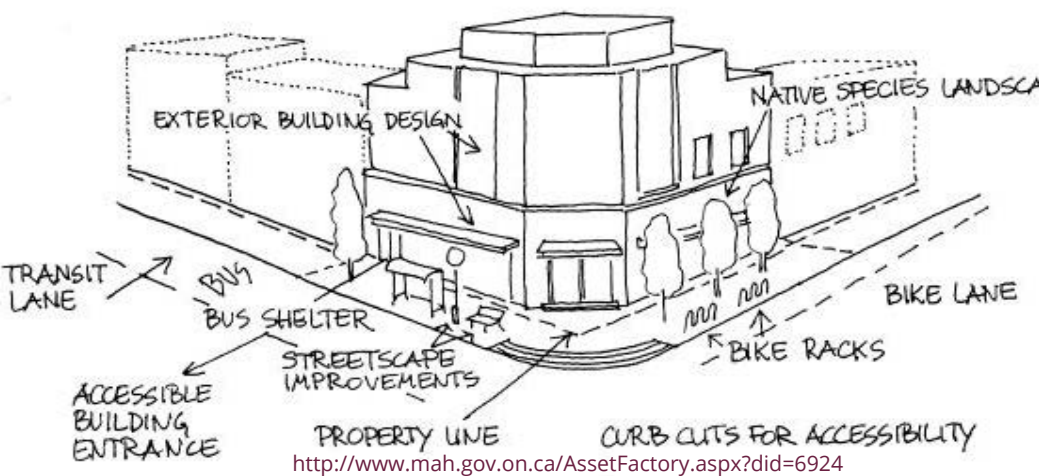 EXTERIOR BUILDING DESIGN
NATIVE SPECIES LANDSCA
TRANSIT
LANE
BUS
BUS SHELTER
BIKE LANE
STREETSCAPE
IMPROVEMENTS
BIKE RACKS
ACCESSIBLE
BUILDING
ENTRANCE
PROPERTY LINE
CURB CUTS FOR ACCESSIBILITY
http://www.mah.gov.on.ca/AssetFactory.aspx?did=6924